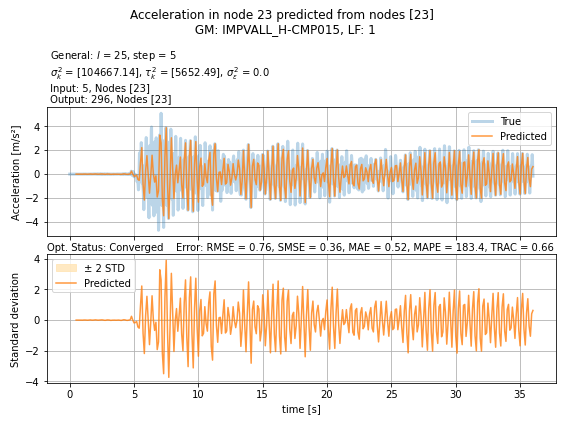 Acceleration in node 23 predicted from nodes [23]
GM: IMPVALL_H-CMP015, LF: 1
General: l = 25, step = 5
σ²ₖ = [104667.14], τ²ₖ = [5652.49], σ²ₑ = 0.0
Input: 5, Nodes [23]
Output: 296, Nodes [23]
Acceleration [m/s²]
4
2
0
−2
−4
True
Predicted
Opt. Status: Converged Error: RMSE = 0.76, SMSE = 0.36, MAE = 0.52, MAPE = 183.4, TRAC = 0.66
Standard deviation
4
2
0
−2
−4
± 2 STD
Predicted
0 5 10 15 20 25 30 35
time [s]